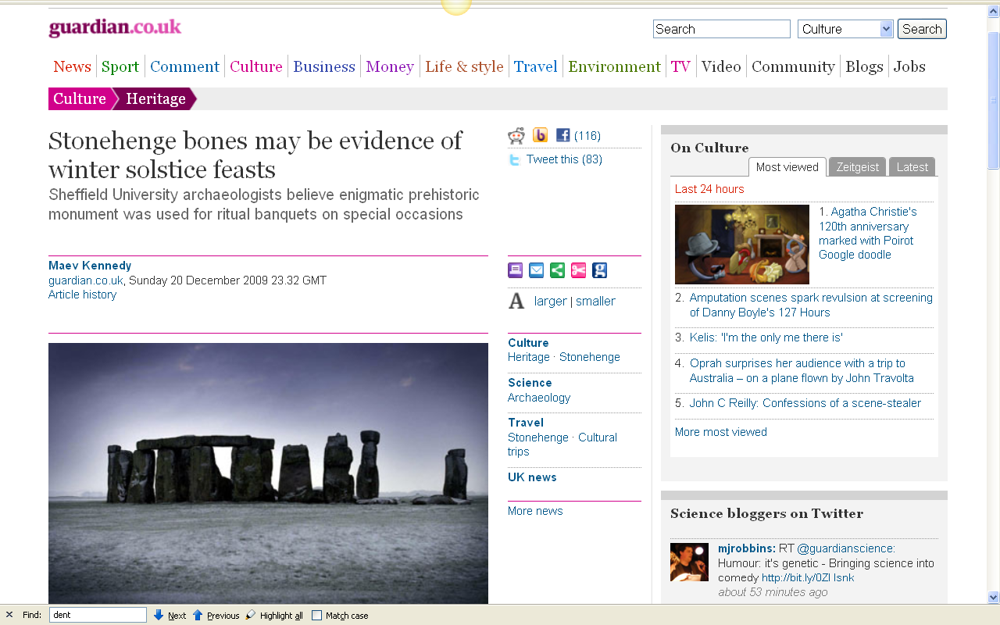 guardian.co.uk
Search Culture Search
News Sport Comment Culture Business Money Life & style Travel Environment TV Video Community Blogs Jobs
Culture Heritage
Stonehenge bones may be evidence of
winter solstice feasts
Sheffield University archaeologists believe enigmatic prehistoric
monument was used for ritual banquets on special occasions
(116)
Tweet this (83)
Maev Kennedy
guardian.co.uk, Sunday 20 December 2009 23.32 GMT
Article history
A larger | smaller
Culture
Heritage · Stonehenge
Science
Archaeology
Travel
Stonehenge · Cultural
trips
UK news
More news
On Culture
Most viewed Zeitgeist Latest
Last 24 hours
1. Agatha Christie's
120th anniversary
marked with Poirot
Google doodle
2. Amputation scenes spark revulsion at screening
of Danny Boyle's 127 Hours
3. Kelis: 'I'm the only me there is'
4. Oprah surprises her audience with a trip to
Australia – on a plane flown by John Travolta
5. John C Reilly: Confessions of a scene-stealer
More most viewed
Science bloggers on Twitter
mjrobbins: RT @guardianscience:
Humour: it's genetic - Bringing science into
comedy http://bit.ly/0Zl Isnk
about 53 minutes ago
Find: dent Next Previous Highlight all Match case